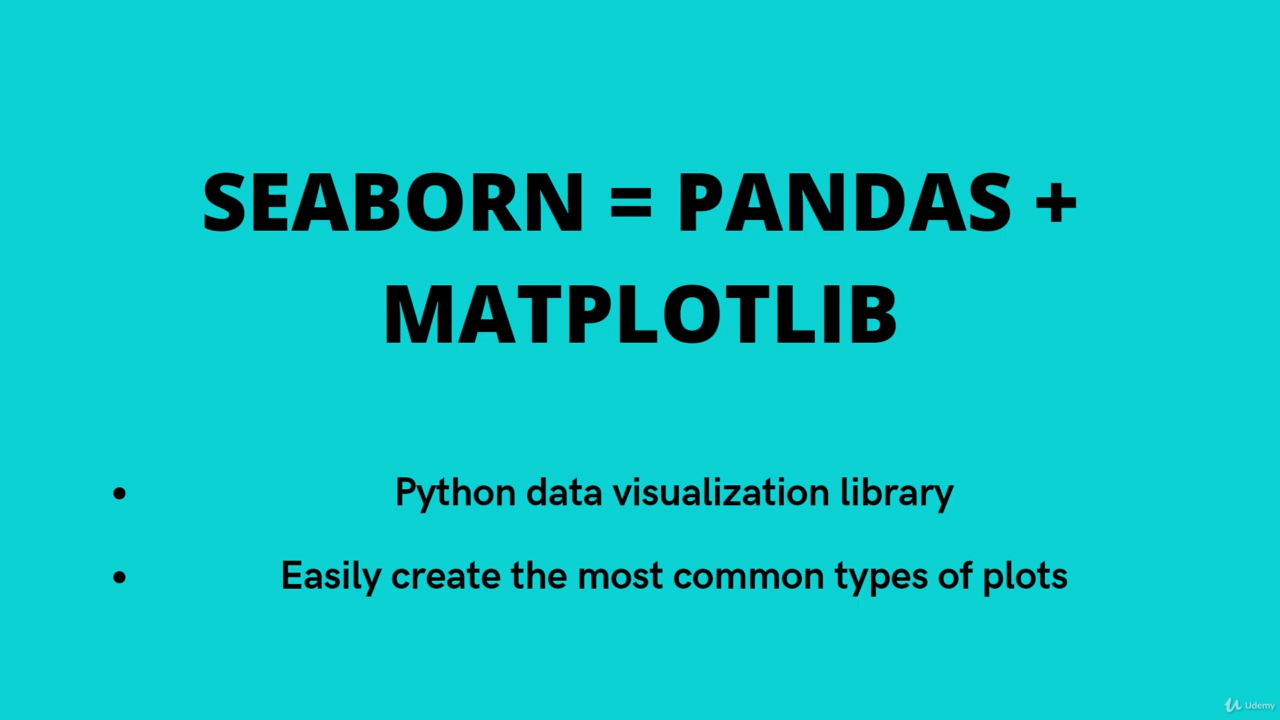 SEABORN = PANDAS +
MATPLOTLIB
• Python data visualization library
• Easily create the most common types of plots
Udemy